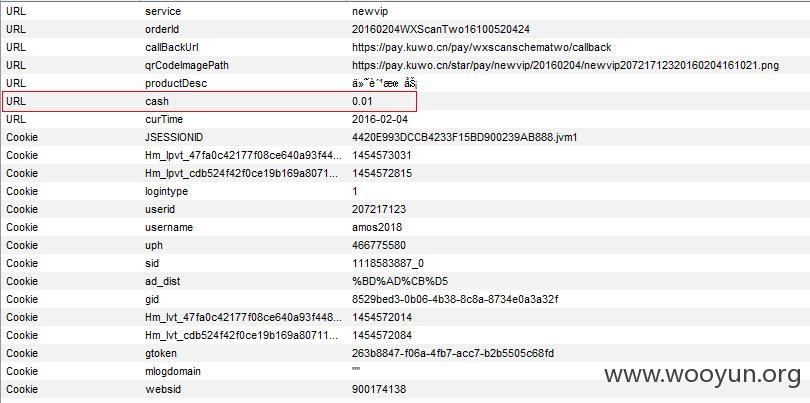 URL service newvip
URL orderId 20160204WXScanTwo16100520424
URL callBackUrl https://pay.kuwo.cn/pay/wxscanschematwo/callback
URL qrCodeImagePath https://pay.kuwo.cn/star/pay/newvip/20160204/newvip20721712320160204161021.png
URL productDesc
URL cash 0.01
URL curTime 2016-02-04
Cookie JSESSIONID 4420E993DCCB4233F15BD900239AB888.jvm1
Cookie Hm_lpvt_47fa0c42177f08ce640a93f44... 1454573031
Cookie Hm_lpvt_cdb524f42f0ce19b169a8071... 1454572815
Cookie logintype 1
Cookie userid 207217123
Cookie username amos2018
Cookie uph 466775580
Cookie sid 1118583887_0
Cookie ad_dist %BD%AD%CB%D5
Cookie gid 8529bed3-0b06-4b38-8c8a-8734e0a3a32f
Cookie Hm_lvt_47fa0c42177f08ce640a93f448... 1454572014
Cookie Hm_lvt_cdb524f42f0ce19b169a80711... 1454572084
Cookie gtoken 263b8847-f06a-4fb7-acc7-b2b5505c68fd
Cookie mlogdomain ""
Cookie websid 900174138
www.wooyun.org